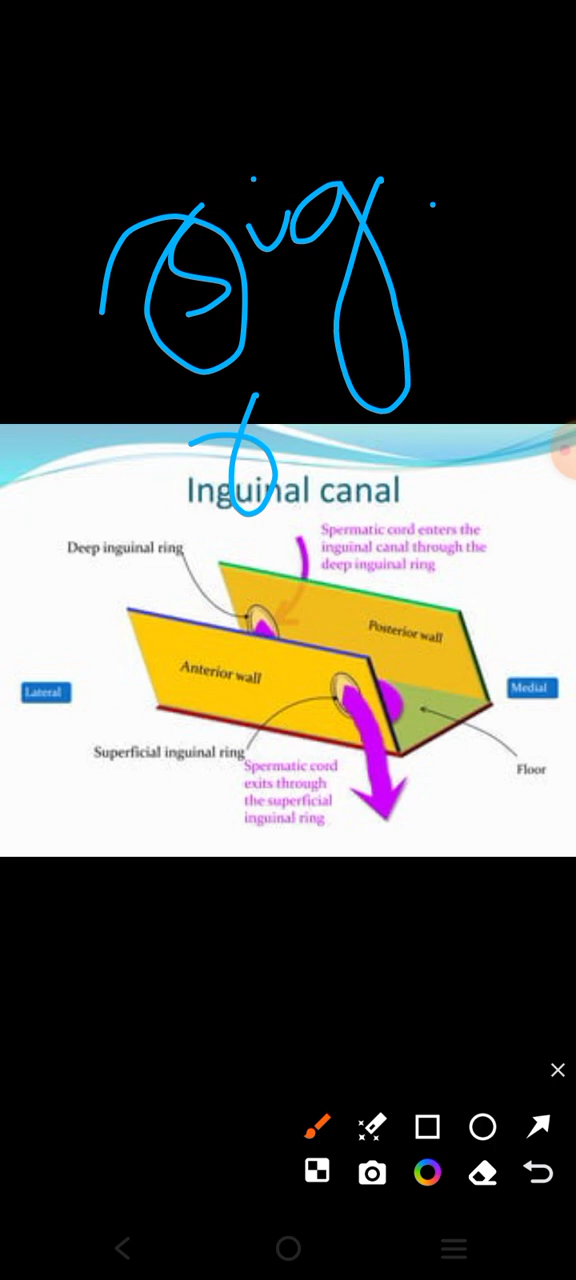 Inguinal canal
Spermatic cord enters the
inguinal canal through the
deep inguinal ring
Deep inguinal ring
Posterior wall
Anterior wall
Lateral
Medial
Superficial inguinal ring
Spermatic cord
exits through
the superficial
inguinal ring
Floor